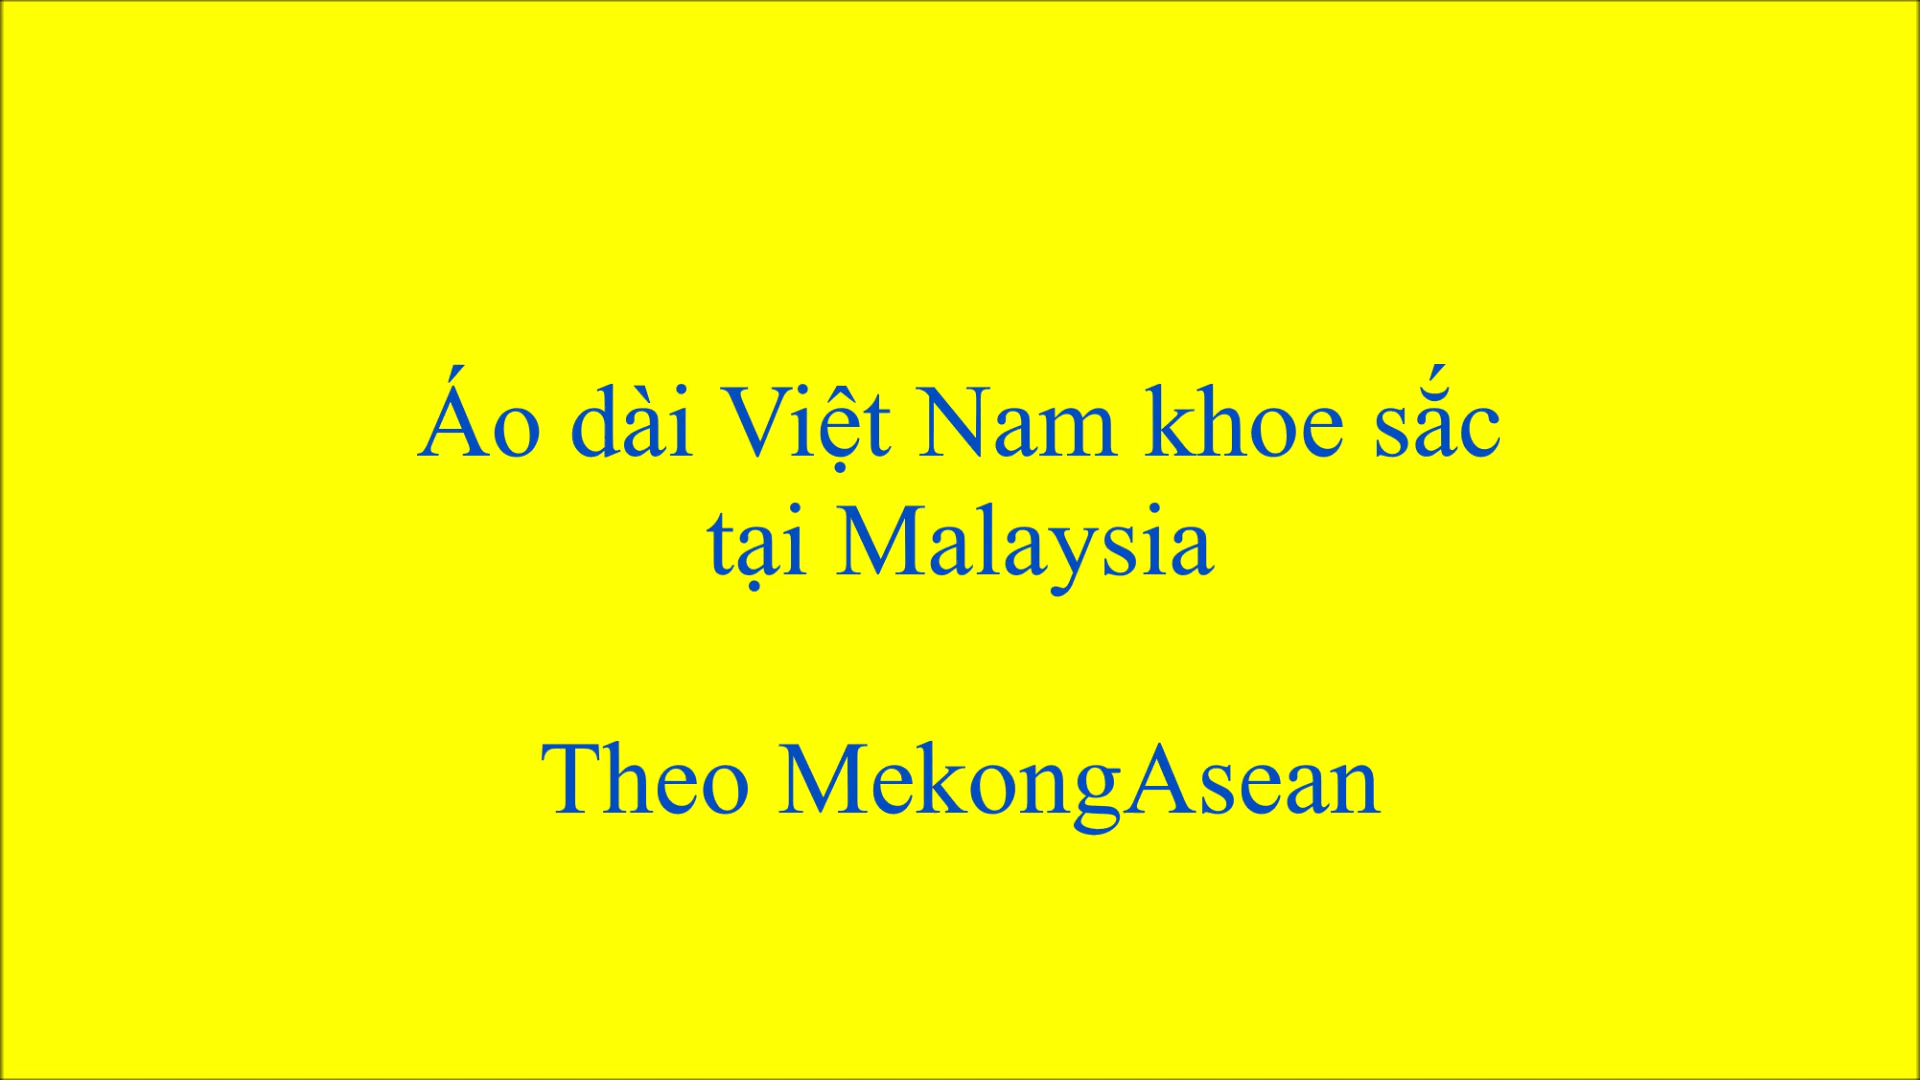 Áo dài Việt Nam khoe sắc
tại Malaysia
Theo MekongAsean